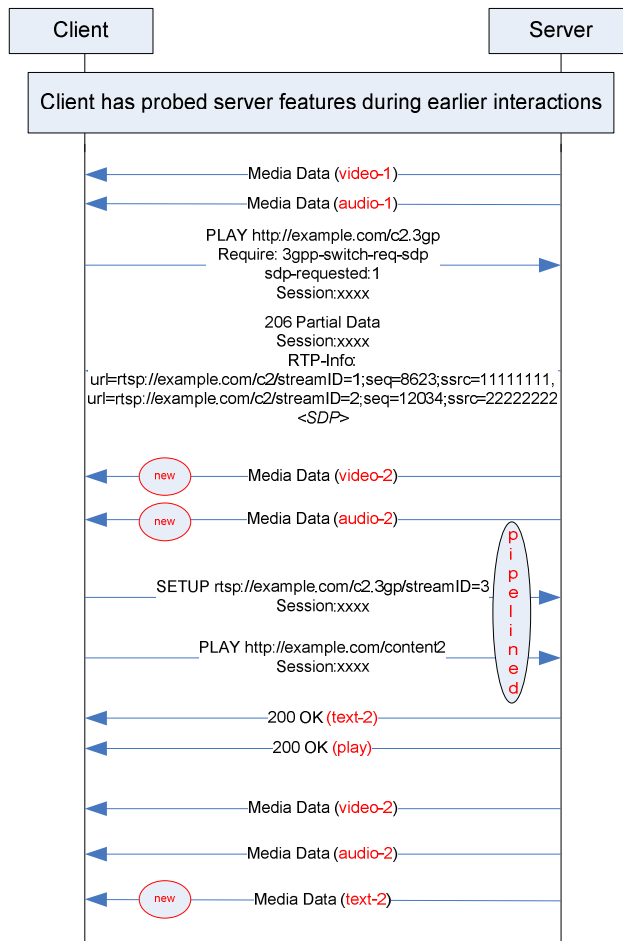 Client
Server
Client has probed server features during earlier interactions
Media Data (video-1)
Media Data (audio-1)
PLAY http://example.com/c2.3gp
Require: 3gpp-switch-req-sdp
sdp-requested:1
Session:xxxx
206 Partial Data
Session:xxxx
RTP-Info:
url=rtsp://example.com/c2/streamID=1;seq=8623;ssrc=11111111,
url=rtsp://example.com/c2/streamID=2;seq=12034;ssrc=22222222
<SDP>
new
Media Data (video-2)
new
Media Data (audio-2)
pipelined
SETUP rtsp://example.com/c2.3gp/streamID=3
Session:xxxx
PLAY http://example.com/content2
Session:xxxx
200 OK (text-2)
200 OK (play)
Media Data (video-2)
Media Data (audio-2)
new
Media Data (text-2)